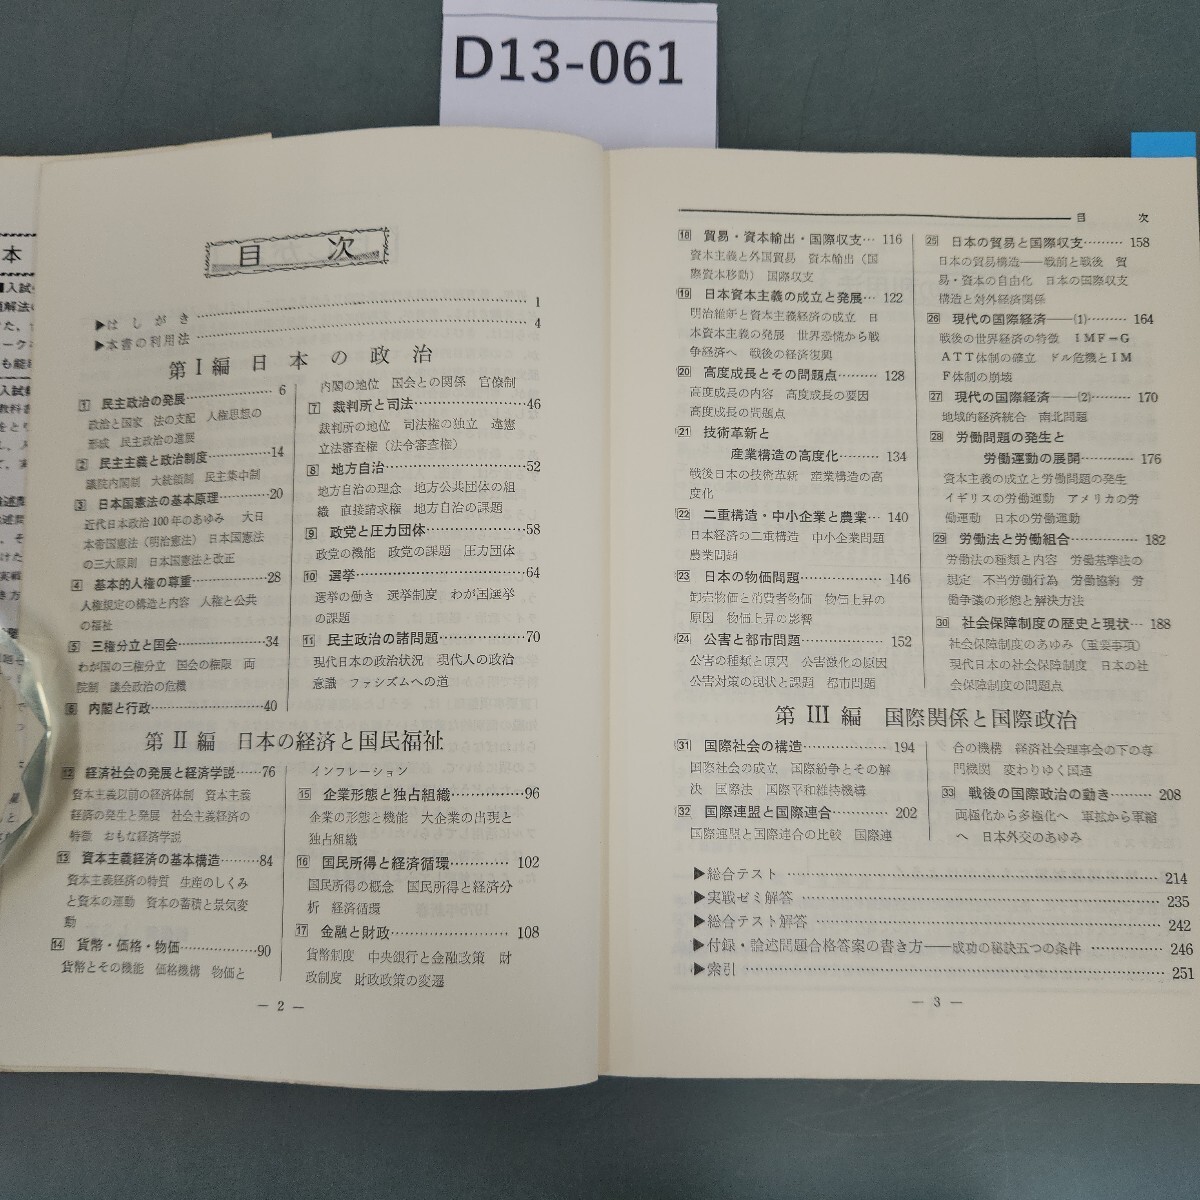 D13-061
目次
▶はしがき…………1
▶本書の利用法…………4
第Ⅰ編 日本の政治
1 民主政治の発展…………6
政治と国家 法の支配 人権思想の
形成 民主政治の進展
2 民主主義と政治制度…………14
議院内閣制 大統領制 民主集中制
3 日本国憲法の基本原理…………20
近代日本政治100年のあゆみ 大日
本帝国憲法(明治憲法) 日本国憲法
の三大原則 日本国憲法と改正
4 基本的人権の尊重…………28
人権規定の構造と内容 人権と公共
の福祉
5 三権分立と国会…………34
わが国の三権分立 国会の権限 両
院制 議会政治の危機
6 内閣と行政…………40
内閣の地位 国会との関係 官僚制
7 裁判所と司法…………46
裁判所の地位 司法権の独立 違憲
立法審査権(法令審査権)
8 地方自治…………52
地方自治の理念 地方公共団体の組
織 直接請求権 地方自治の課題
9 政党と圧力団体…………58
政党の機能 政党の課題 圧力団体
10 選挙…………64
選挙の働き 選挙制度 わが国選挙
の課題
11 民主政治の諸問題…………70
現代日本の政治状況 現代人の政治
意識 ファシズムへの道
第Ⅱ編 日本の経済と国民福祉
12 経済社会の発展と経済学説……76
資本主義以前の経済体制 資本主義
経済の発生と発展 社会主義経済の
特徴 おもな経済学説
13 資本主義経済の基本構造………84
資本主義経済の特質 生産のしくみ
と資本の運動 資本の蓄積と景気変
動
14 貨幣・価格・物価…………90
貨幣とその機能 価格機構 物価と
インフレーション
15 企業形態と独占組織…………96
企業の形態と機能 大企業の出現と
独占組織
16 国民所得と経済循環…………102
国民所得の概念 国民所得と経済分
析 経済循環
17 金融と財政…………108
貨幣制度 中央銀行と金融政策 財
政制度 財政政策の変遷
― 2 ―
目次
18 貿易・資本輸出・国際収支…116
資本主義と外国貿易 資本輸出(国
際資本移動) 国際収支
19 日本資本主義の成立と発展…122
明治維新と資本主義経済の成立 日
本資本主義の発展 世界恐慌から戦
争経済へ 戦後の経済復興
20 高度成長とその問題点………128
高度成長の内容 高度成長の要因
高度成長の問題点
21 技術革新と
産業構造の高度化………134
戦後日本の技術革新 産業構造の高
度化
22 二重構造・中小企業と農業…140
日本経済の二重構造 中小企業問題
農業問題
23 日本の物価問題…………146
卸売物価と消費者物価 物価上昇の
原因 物価上昇の影響
24 公害と都市問題…………152
公害の種類と原因 公害激化の原因
公害対策の現状と課題 都市問題
25 日本の貿易と国際収支………158
日本の貿易構造――戦前と戦後 貿
易・資本の自由化 日本の国際収支
構造と対外経済関係
26 現代の国際経済――(1)………164
戦後の世界経済の特徴 IMF=G
ATT体制の確立 ドル危機とIM
F体制の崩壊
27 現代の国際経済――(2)………170
地域的経済統合 南北問題
28 労働問題の発生と
労働運動の展開…………176
資本主義の成立と労働問題の発生
イギリスの労働運動 アメリカの労
働運動 日本の労働運動
29 労働法と労働組合…………182
労働法の種類と内容 労働基準法の
規定 不当労働行為 労働協約 労
働争議の形態と解決方法
30 社会保障制度の歴史と現状…188
社会保障制度のあゆみ(重要事項)
現代日本の社会保障制度 日本の社
会保障制度の問題点
第Ⅲ編 国際関係と国際政治
31 国際社会の構造…………194
国際社会の成立 国際紛争とその解
決 国際法 国際平和維持機構
32 国際連盟と国際連合…………202
国際連盟と国際連合の比較 国際連
合の機構 経済社会理事会の下の専
門機関 変わりゆく国連
33 戦後の国際政治の動き………208
両極化から多極化へ 軍拡から軍縮
へ 日本外交のあゆみ
▶総合テスト…………214
▶実戦ゼミ解答…………235
▶総合テスト解答…………242
▶付録・論述問題合格答案の書き方――成功の秘訣五つの条件…………246
▶索引…………251
― 3 ―